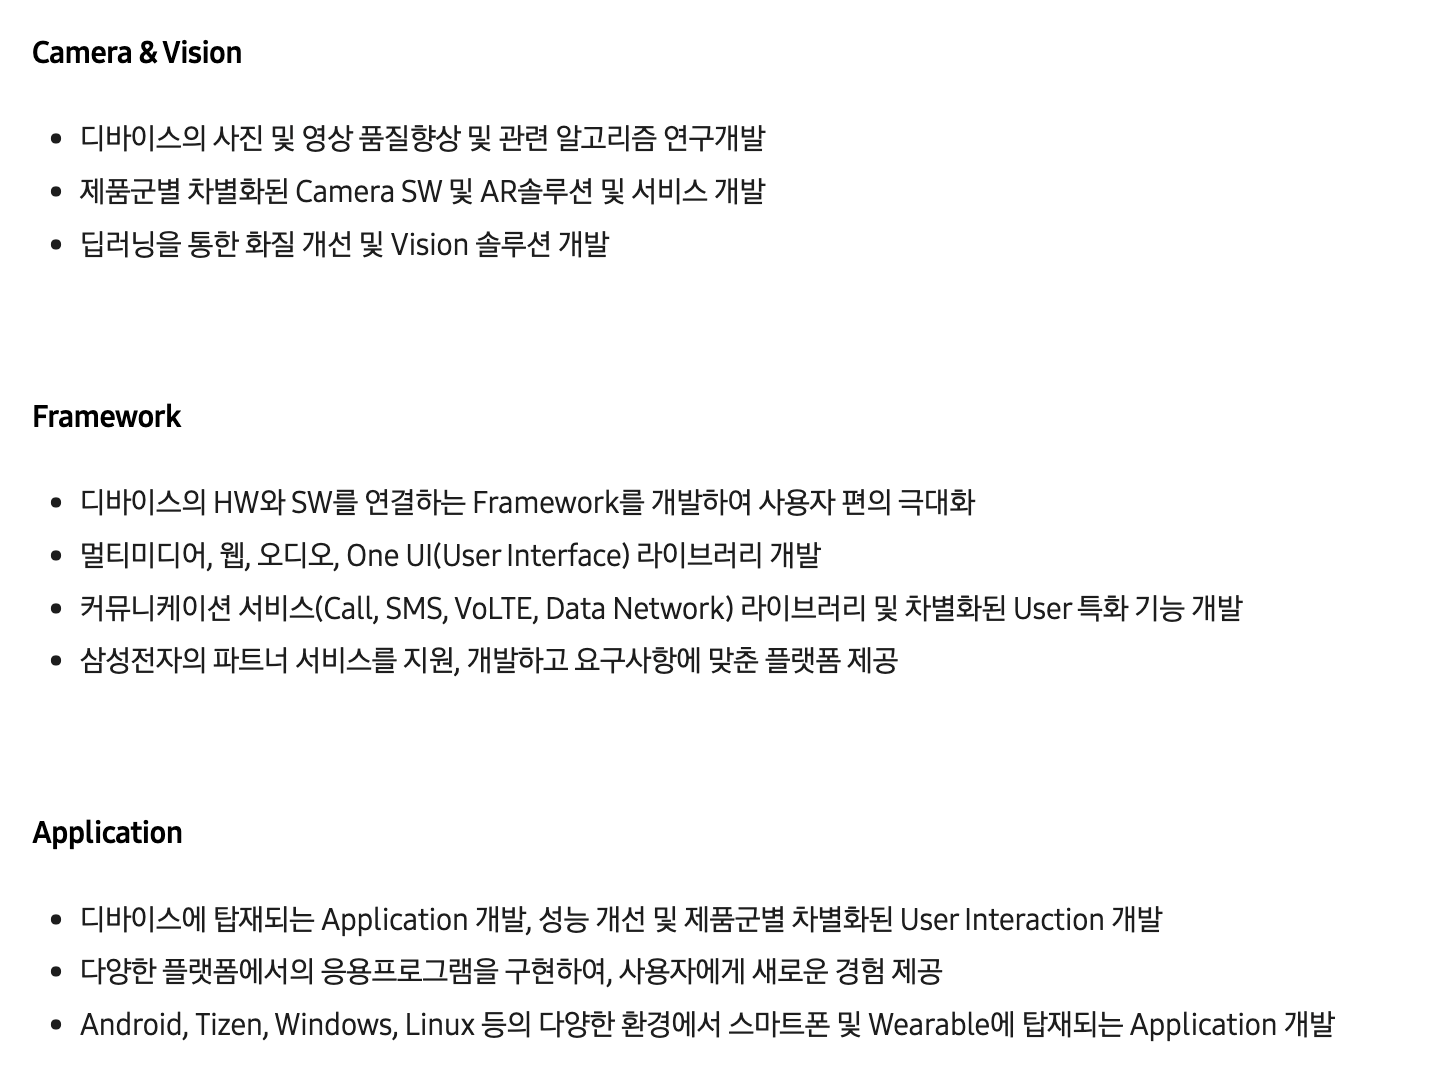 Camera & Vision
• 디바이스의 사진 및 영상 품질향상 및 관련 알고리즘 연구개발
• 제품군별 차별화된 Camera SW 및 AR솔루션 및 서비스 개발
• 딥러닝을 통한 화질 개선 및 Vision 솔루션 개발
Framework
• 디바이스의 HW와 SW를 연결하는 Framework를 개발하여 사용자 편의 극대화
• 멀티미디어, 웹, 오디오, One UI(User Interface) 라이브러리 개발
• 커뮤니케이션 서비스(Call, SMS, VoLTE, Data Network) 라이브러리 및 차별화된 User 특화 기능 개발
• 삼성전자의 파트너 서비스를 지원, 개발하고 요구사항에 맞춘 플랫폼 제공
Application
• 디바이스에 탑재되는 Application 개발, 성능 개선 및 제품군별 차별화된 User Interaction 개발
• 다양한 플랫폼에서의 응용프로그램을 구현하여, 사용자에게 새로운 경험 제공
• Android, Tizen, Windows, Linux 등의 다양한 환경에서 스마트폰 및 Wearable에 탑재되는 Application 개발